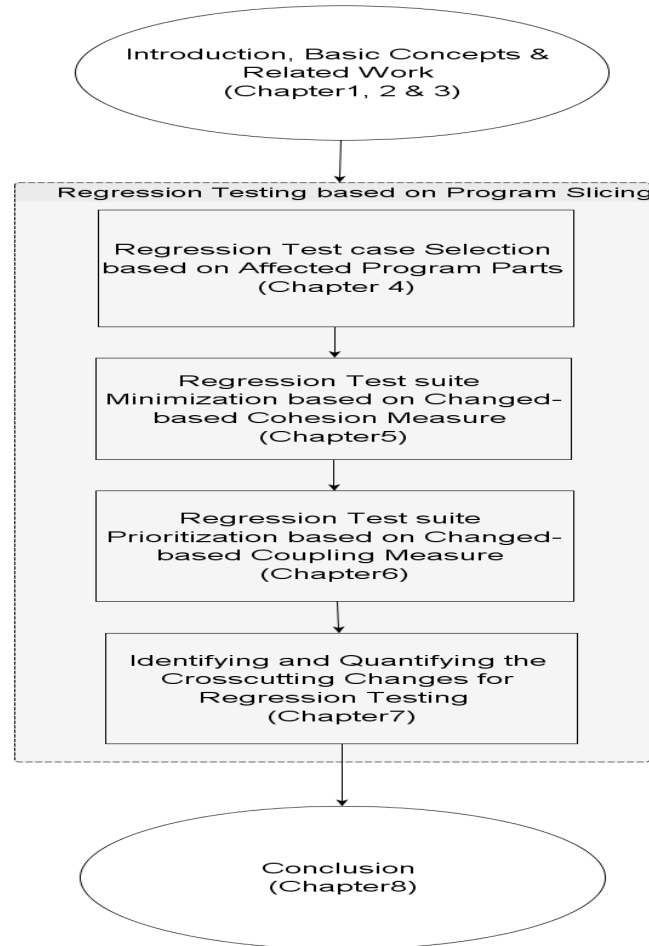 Introduction, Basic Concepts &
Related Work
(Chapter1, 2 & 3)
Regression Testing based on Program Slicing
Regression Test case Selection
based on Affected Program Parts
(Chapter 4)
Regression Test suite
Minimization based on Changed-
based Cohesion Measure
(Chapter5)
Regression Test suite
Prioritization based on Changed-
based Coupling Measure
(Chapter6)
Identifying and Quantifying the
Crosscutting Changes for
Regression Testing
(Chapter7)
Conclusion
(Chapter8)